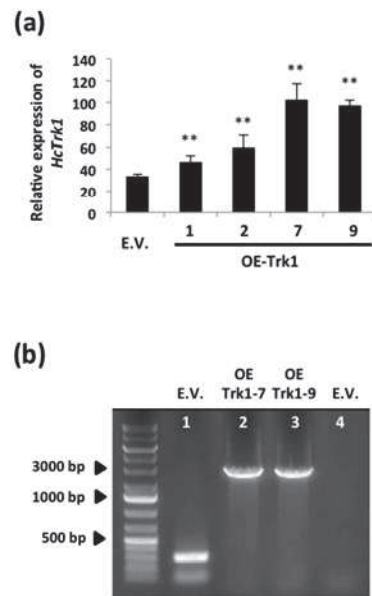 (a)
Relative expression of
HcTrk1
140
120
100
80
60
40
20
0
** ** ** **
E.V. 1 2 7 9
OE-Trk1
(b)
E.V. OE Trk1-7 OE Trk1-9 E.V.
1 2 3 4
3000 bp
1000 bp
500 bp